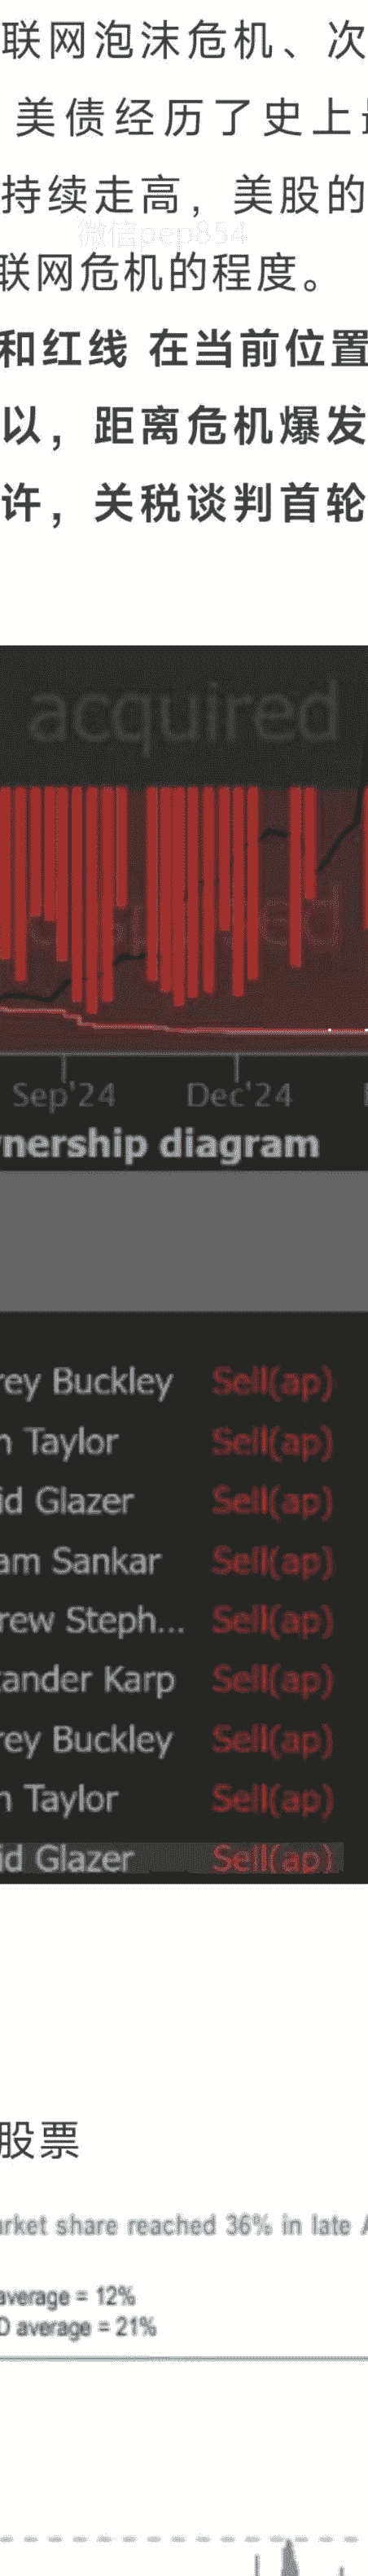 联网泡沫危机、次
美债经历了史上
持续走高，美股的
微信pep854
联网危机的程度。
和红线 在当前位置
以，距离危机爆发
许，关税谈判首轮
acquired
Sep'24 Dec'24
nership diagram
rey Buckley Sell(ap)
n Taylor Sell(ap)
id Glazer Sell(ap)
am Sankar Sell(ap)
rew Steph... Sell(ap)
xander Karp Sell(ap)
rey Buckley Sell(ap)
n Taylor Sell(ap)
id Glazer Sell(ap)
股票
arket share reached 36% in late A
average = 12%
D average = 21%